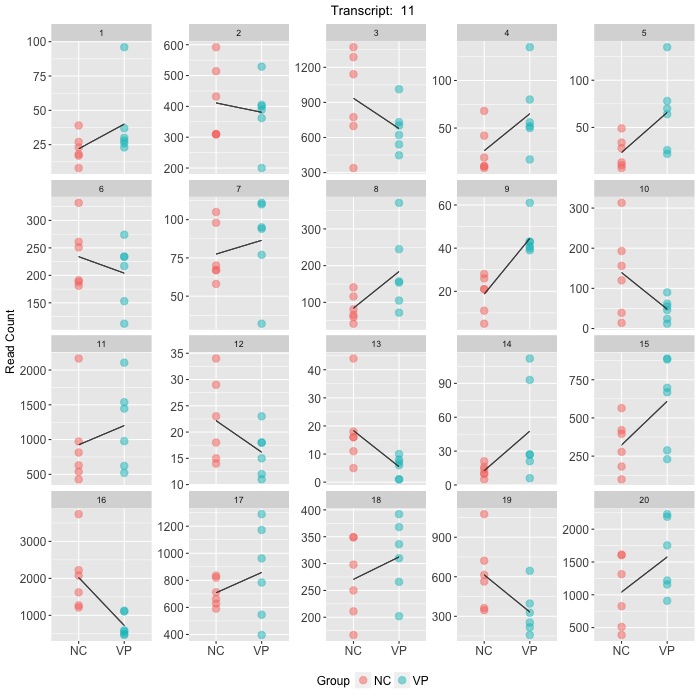 Transcript: 11
1 2 3 4 5
100 75 50 25
600 500 400 300 200
1200 900 600 300
100 50
100 50
6 7 8 9 10
300 250 200 150
100 75 50
300 200 100
60 40 20 0
300 200 100 0
Read Count
11 12 13 14 15
2000 1500 1000 500
35 30 25 20 15 10
40 30 20 10 0
90 60 30 0
750 500 250
16 17 18 19 20
3000 2000 1000
1200 1000 800 600 400
400 300 200
900 600 300
2000 1500 1000 500
NC VP NC VP NC VP NC VP NC VP
Group NC VP